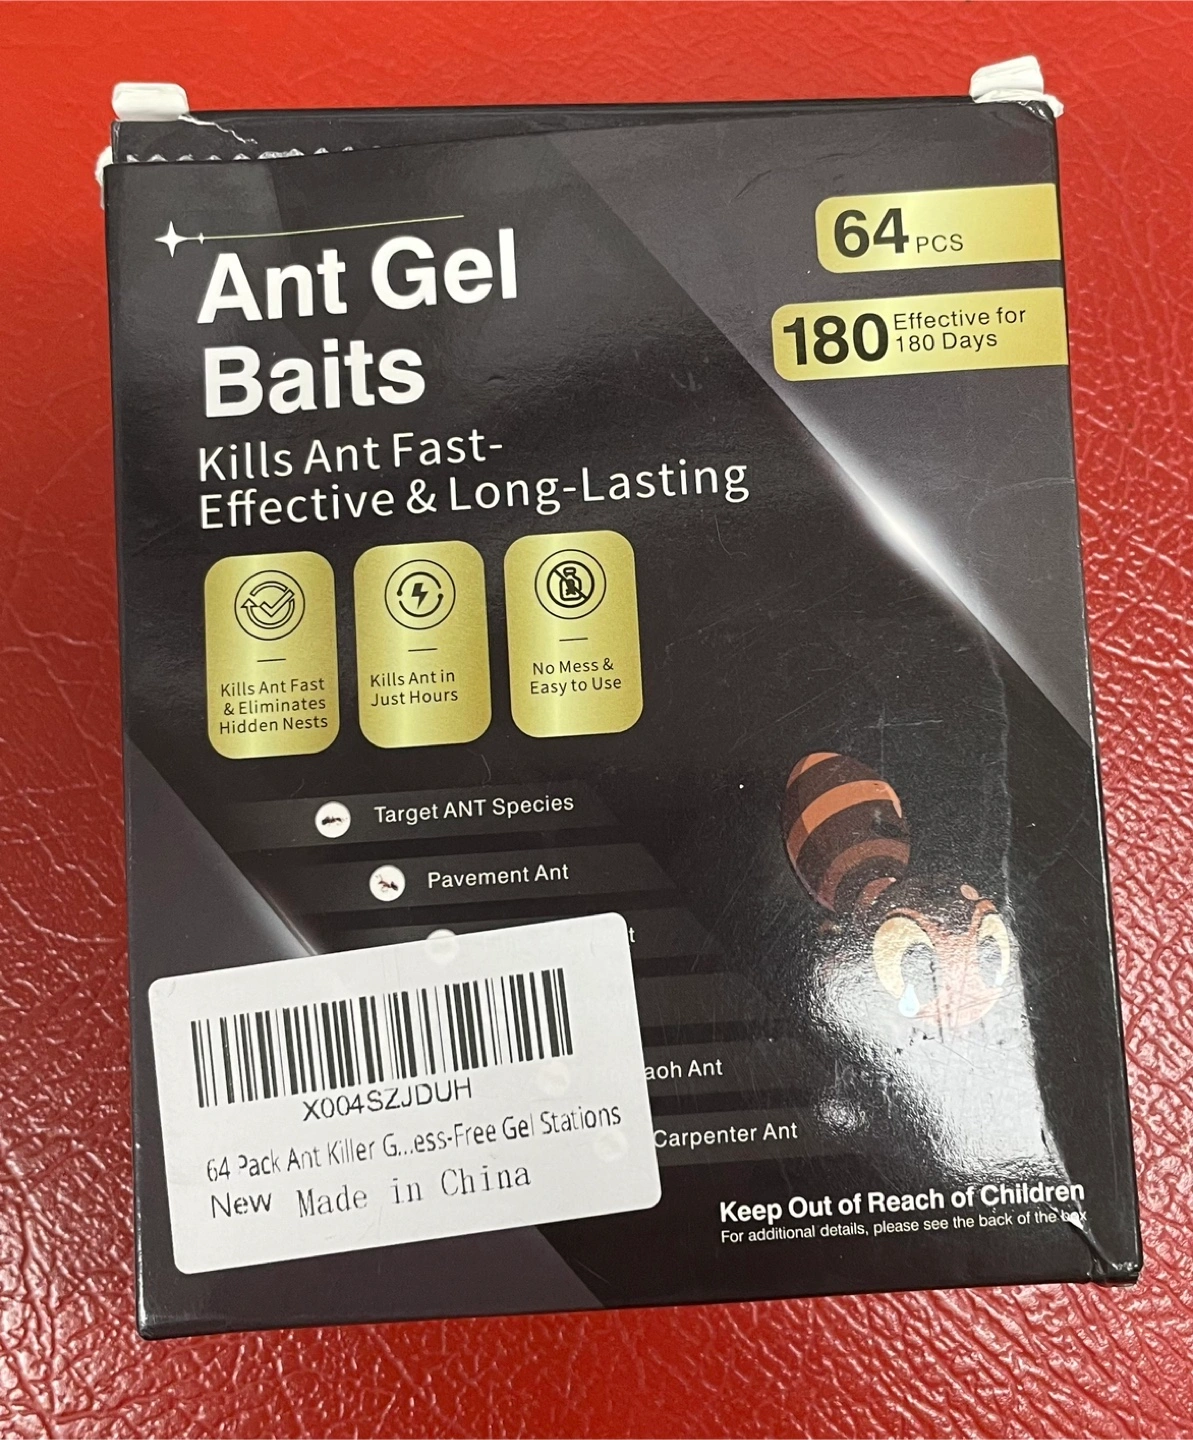 Ant Gel
Baits
Kills Ant Fast-
Effective & Long-Lasting
64 PCS
180 Effective for
180 Days
Kills Ant Fast
& Eliminates
Hidden Nests
Kills Ant in
Just Hours
No Mess &
Easy to Use
Target ANT Species
Pavement Ant
Carpenter Ant
X004SZJDUH
64 Pack Ant Killer G...ess-Free Gel Stations
New Made in China
Keep Out of Reach of Children
For additional details, please see the back of the box